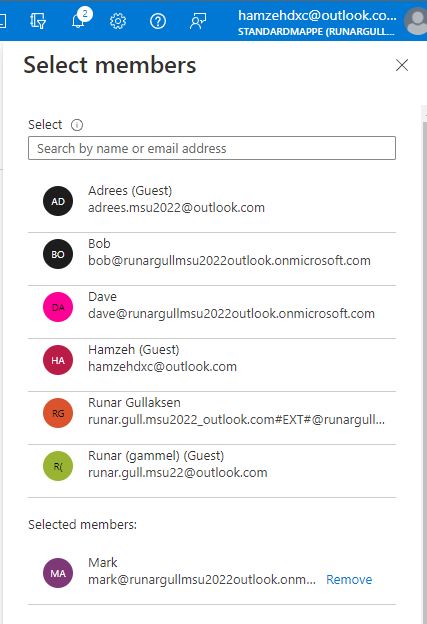 2
hamzehdxc@outlook.co...
STANDARDMAPPE (RUNARGULL...
Select members
Select
Search by name or email address
AD
Adrees (Guest)
adrees.msu2022@outlook.com
BO
Bob
bob@runargullmsu2022outlook.onmicrosoft.com
DA
Dave
dave@runargullmsu2022outlook.onmicrosoft.com
HA
Hamzeh (Guest)
hamzehdxc@outlook.com
RG
Runar Gullaksen
runar.gull.msu2022_outlook.com#EXT#@runargull...
R(
Runar (gammel) (Guest)
runar.gull.msu22@outlook.com
Selected members:
MA
Mark
mark@runargullmsu2022outlook.onm...
Remove